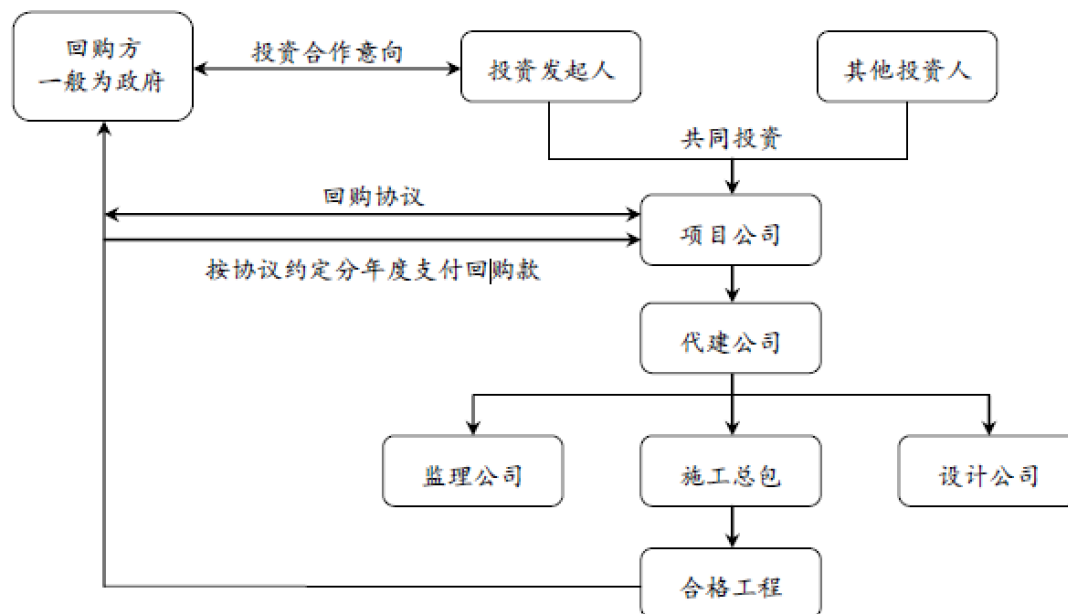 回购方
一般为政府
投资合作意向
投资发起人
其他投资人
共同投资
回购协议
项目公司
按协议约定分年度支付回购款
代建公司
监理公司
施工总包
设计公司
合格工程